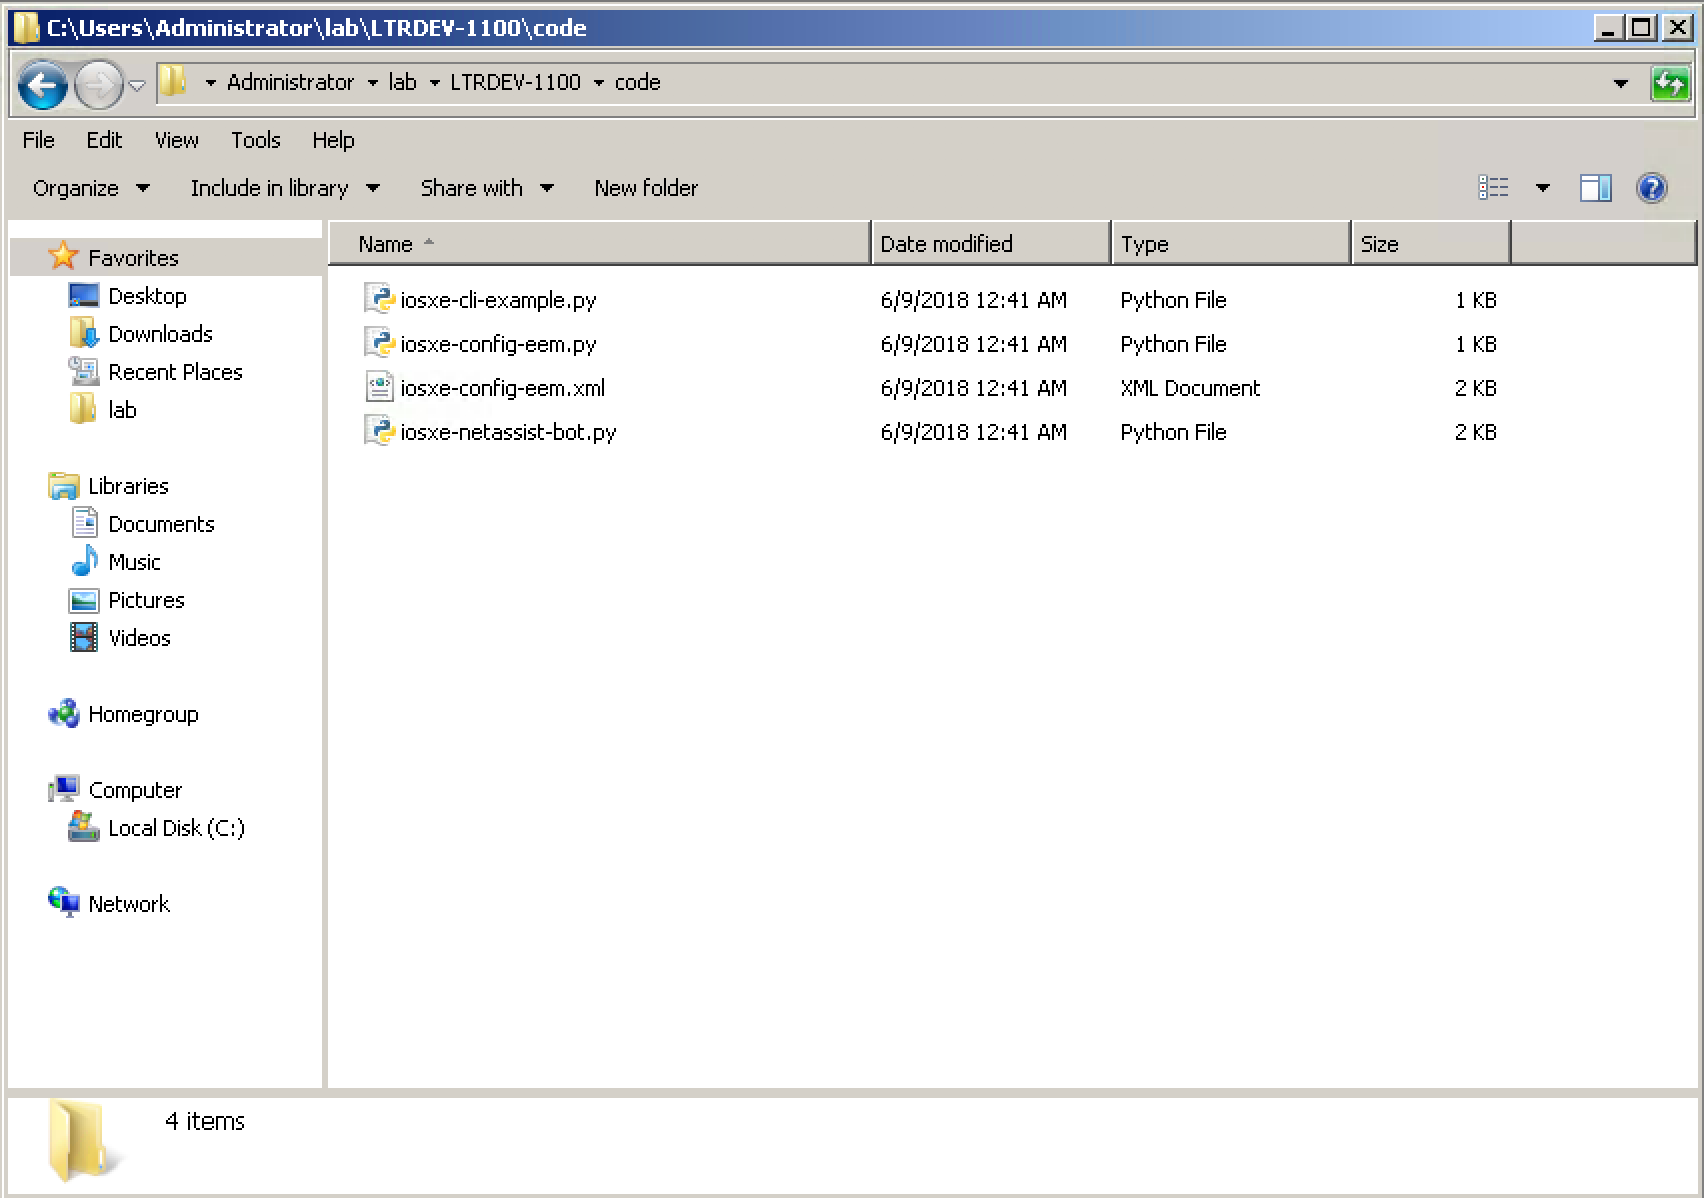 C:\Users\Administrator\lab\LTRDEV-1100\code
Administrator lab LTRDEV-1100 code
File Edit View Tools Help
Organize Include in library Share with New folder
Favorites
Desktop
Downloads
Recent Places
lab
Libraries
Documents
Music
Pictures
Videos
Homegroup
Computer
Local Disk (C:)
Network
Name Date modified Type Size
iosxe-cli-example.py 6/9/2018 12:41 AM Python File 1 KB
iosxe-config-eem.py 6/9/2018 12:41 AM Python File 1 KB
iosxe-config-eem.xml 6/9/2018 12:41 AM XML Document 2 KB
iosxe-netassist-bot.py 6/9/2018 12:41 AM Python File 2 KB
4 items